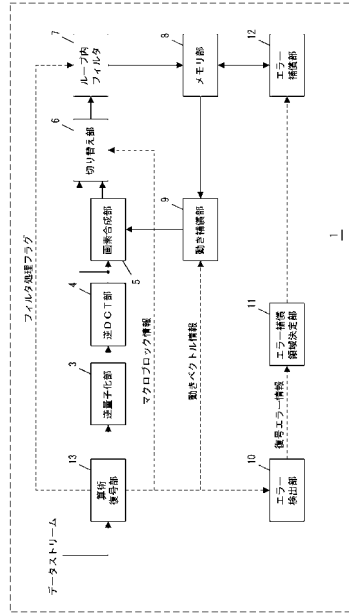 フィルタ処理フラグ
データストリーム
13
算術
復号部
3
逆量子化部
4
逆DCT部
5
画素合成部
6
切り替え部
7
ループ内
フィルタ
マクロブロック情報
8
メモリ部
9
動き補償部
動きベクトル情報
10
エラー
検出部
復号エラー情報
11
エラー補償
領域決定部
12
エラー
補償部
1